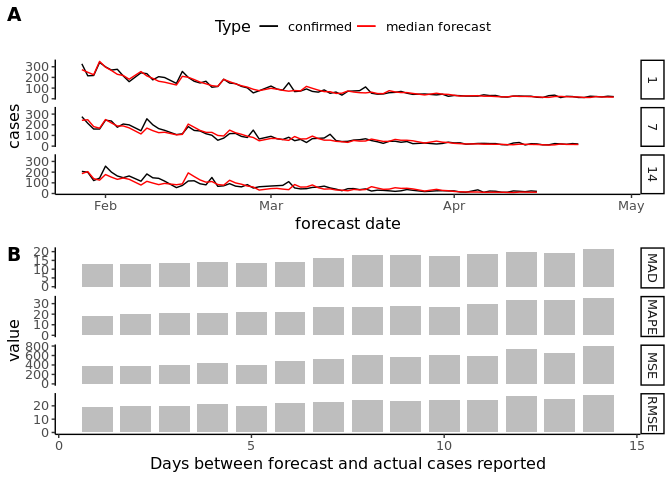 A
Type confirmed median forecast
cases
300
200
100
0
1
300
200
100
0
7
300
200
100
0
14
Feb Mar Apr May
forecast date
B
value
20
15
10
5
0
MAD
30
20
10
0
MAPE
800
600
400
200
0
MSE
20
10
0
RMSE
0 5 10 15
Days between forecast and actual cases reported